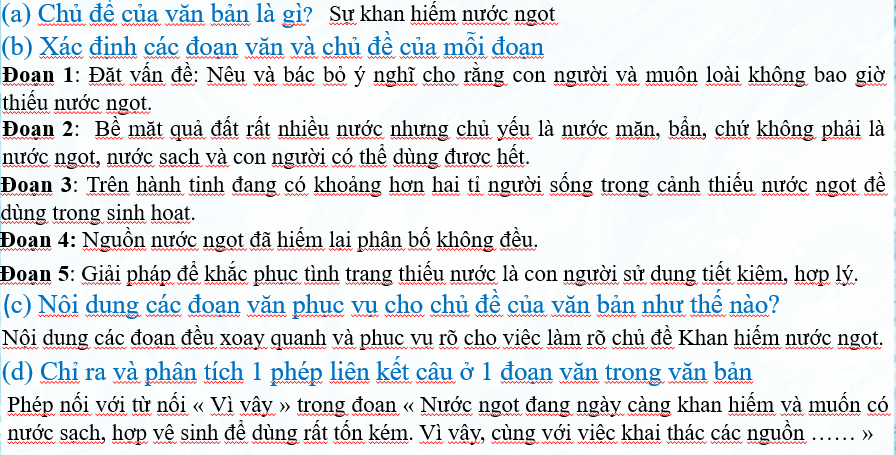 (a) Chủ đề của văn bản là gì? Sự khan hiếm nước ngọt
(b) Xác định các đoạn văn và chủ đề của mỗi đoạn
Đoạn 1: Đặt vấn đề: Nêu và bác bỏ ý nghĩ cho rằng con người và muôn loài không bao giờ
thiếu nước ngọt.
Đoạn 2: Bề mặt quả đất rất nhiều nước nhưng chủ yếu là nước mặn, bẩn, chứ không phải là
nước ngọt, nước sạch và con người có thể dùng được hết.
Đoạn 3: Trên hành tinh đang có khoảng hơn hai tỉ người sống trong cảnh thiếu nước ngọt để
dùng trong sinh hoạt.
Đoạn 4: Nguồn nước ngọt đã hiếm lại phân bố không đều.
Đoạn 5: Giải pháp để khắc phục tình trạng thiếu nước là con người sử dụng tiết kiệm, hợp lý.
(c) Nội dung các đoạn văn phục vụ cho chủ đề của văn bản như thế nào?
Nội dung các đoạn đều xoay quanh và phục vụ rõ cho việc làm rõ chủ đề Khan hiếm nước ngọt.
(d) Chỉ ra và phân tích 1 phép liên kết câu ở 1 đoạn văn trong văn bản
Phép nối với từ nối « Vì vậy » trong đoạn « Nước ngọt đang ngày càng khan hiếm và muốn có
nước sạch, hợp vệ sinh để dùng rất tốn kém. Vì vậy, cùng với việc khai thác các nguồn …… »